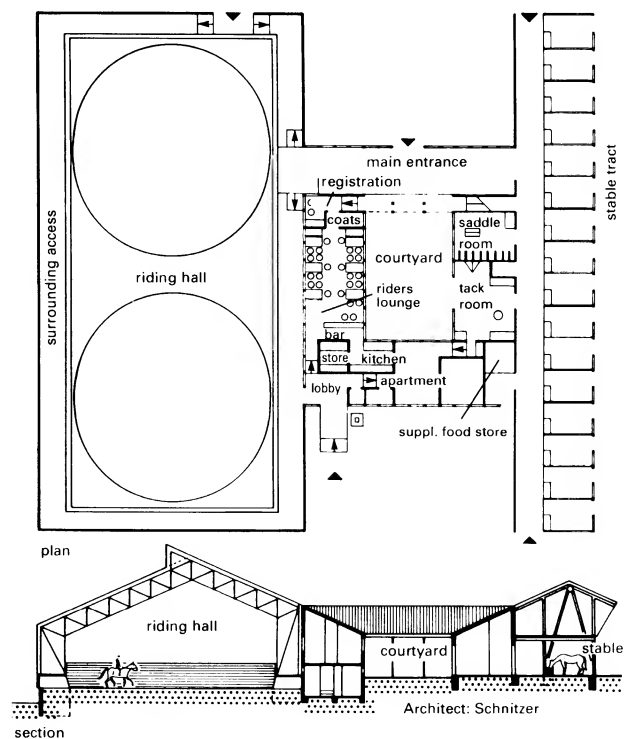 main entrance
registration
coats
saddle
room
courtyard
riders
lounge
tack
room
bar
store
kitchen
lobby
apartment
suppl. food store
riding hall
surrounding access
stable tract
plan
riding hall
courtyard
stable
Architect: Schnitzer
section